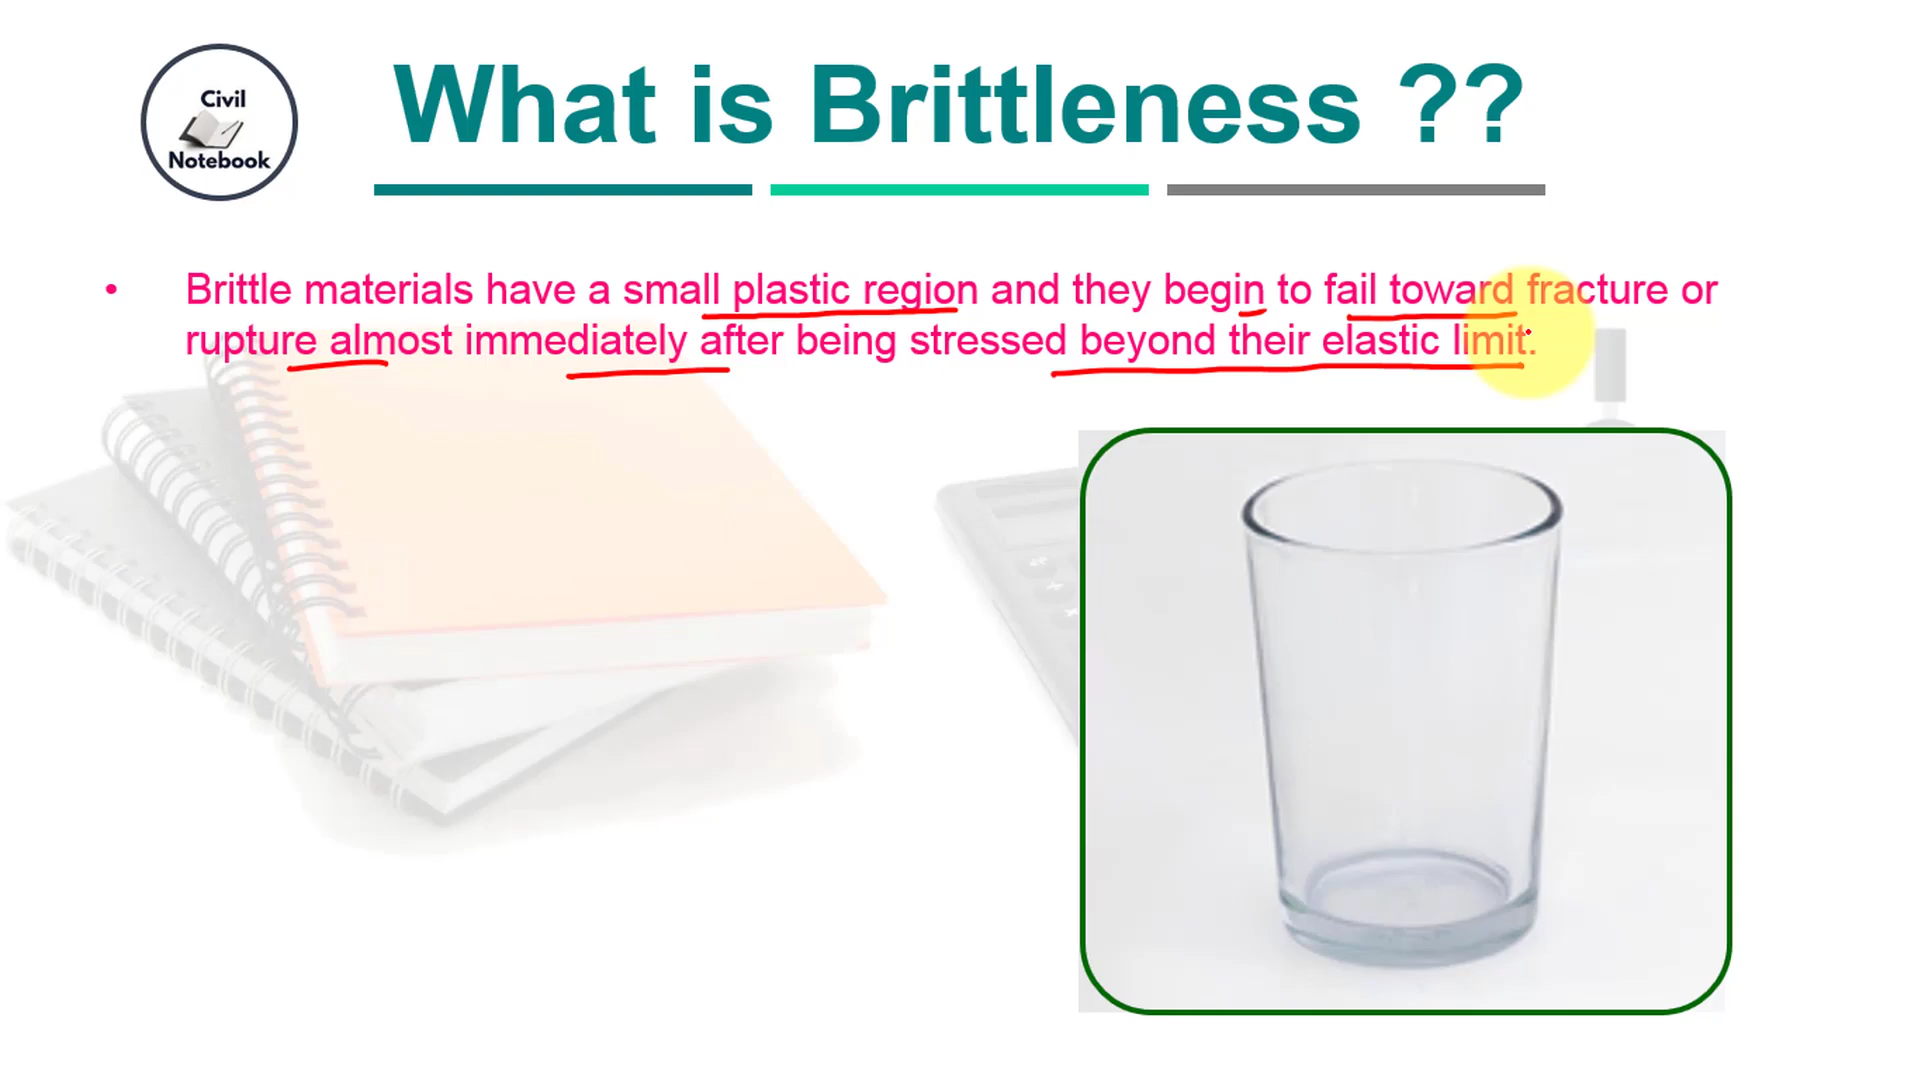 Civil
Notebook
What is Brittleness ??
• Brittle materials have a small plastic region and they begin to fail toward fracture or
rupture almost immediately after being stressed beyond their elastic limit.